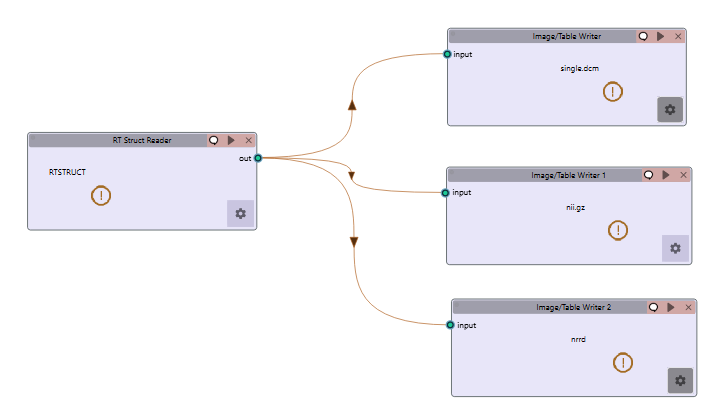 Image/Table Writer
input
single.dcm
RT Struct Reader
out
RTSTRUCT
Image/Table Writer 1
input
nii.gz
Image/Table Writer 2
input
nrrd